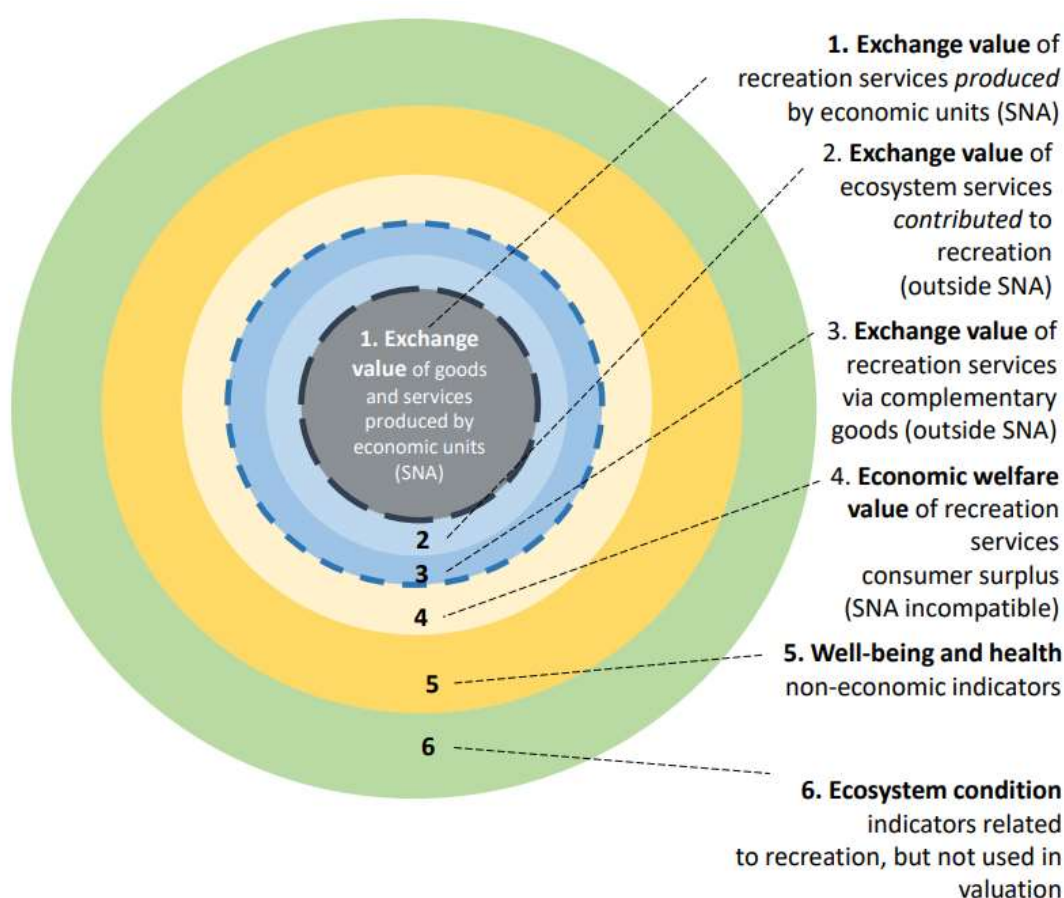 1. Exchange value of
recreation services produced
by economic units (SNA)
2. Exchange value of
ecosystem services
contributed to
recreation
(outside SNA)
3. Exchange value of
recreation services
via complementary
goods (outside SNA)
4. Economic welfare
value of recreation
services
consumer surplus
(SNA incompatible)
5. Well-being and health
non-economic indicators
6. Ecosystem condition
indicators related
to recreation, but not used in
valuation
1. Exchange
value of goods
and services
produced by
economic units
(SNA)
2
3
4
5
6